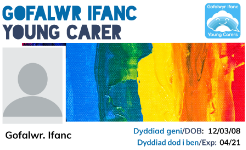 GOFALWR IFANC
YOUNG CARER
Gofalwr Ifanc
Young Carers
Gofalwr. Ifanc
Dyddiad geni/DOB: 12/03/08
Dyddiad dod i ben/Exp: 04/21